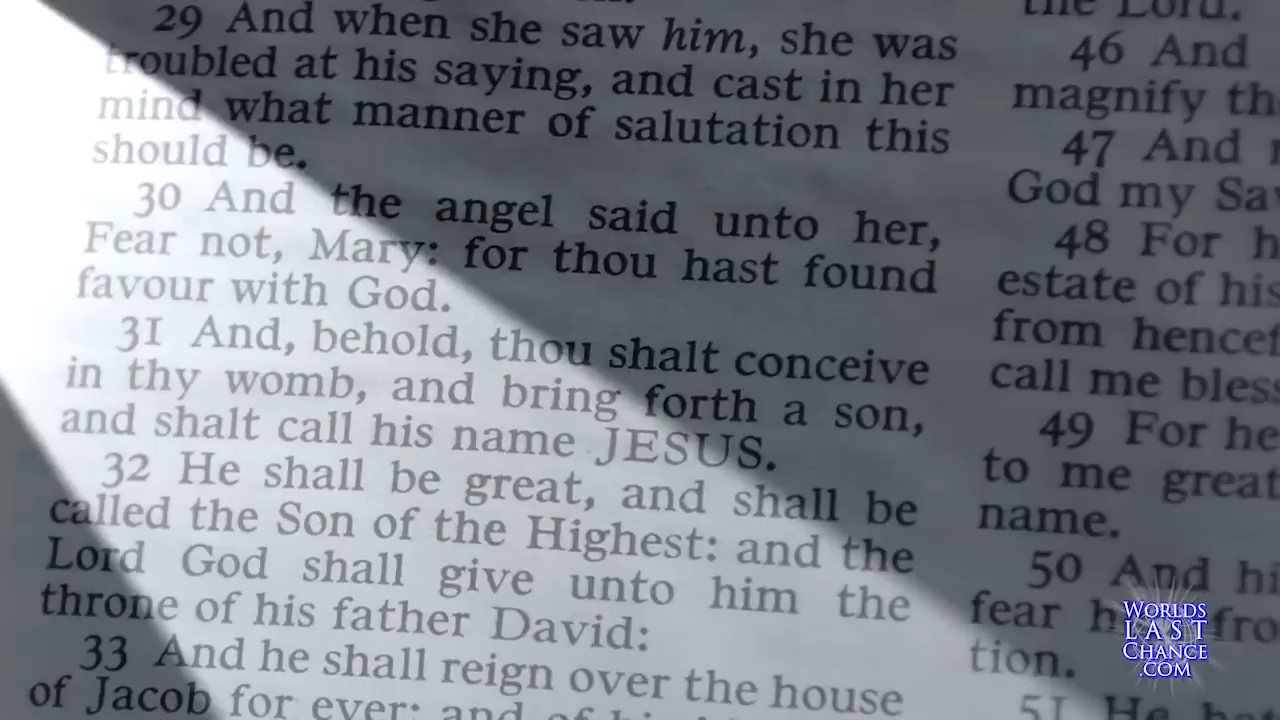 29 And when she saw him, she was
troubled at his saying, and cast in her
mind what manner of salutation this
should be.
30 And the angel said unto her,
Fear not, Mary: for thou hast found
favour with God.
31 And, behold, thou shalt conceive
in thy womb, and bring forth a son,
and shalt call his name JESUS.
32 He shall be great, and shall be
called the Son of the Highest: and the
Lord God shall give unto him the
throne of his father David:
33 And he shall reign over the house
of Jacob for ever: and of
the Lord.
46 And
magnify
47 And
God my
48 For
estate of his
from
call me
49 For he
to me great
name.
50 And
fear
tion.
51 He
WORLDS
LAST
CHANCE
.COM